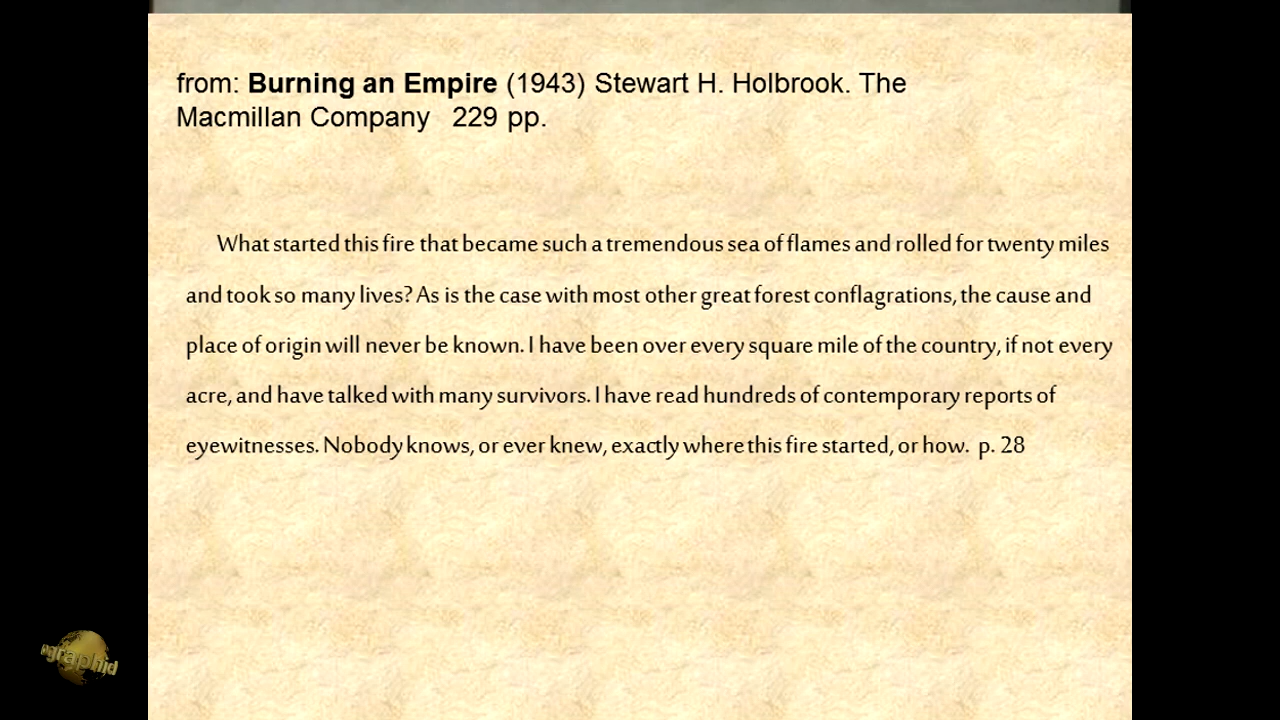 from: Burning an Empire (1943) Stewart H. Holbrook. The
Macmillan Company 229 pp.
What started this fire that became such a tremendous sea of flames and rolled for twenty miles
and took so many lives? As is the case with most other great forest conflagrations, the cause and
place of origin will never be known. I have been over every square mile of the country, if not every
acre, and have talked with many survivors. I have read hundreds of contemporary reports of
eyewitnesses. Nobody knows, or ever knew, exactly where this fire started, or how. p. 28